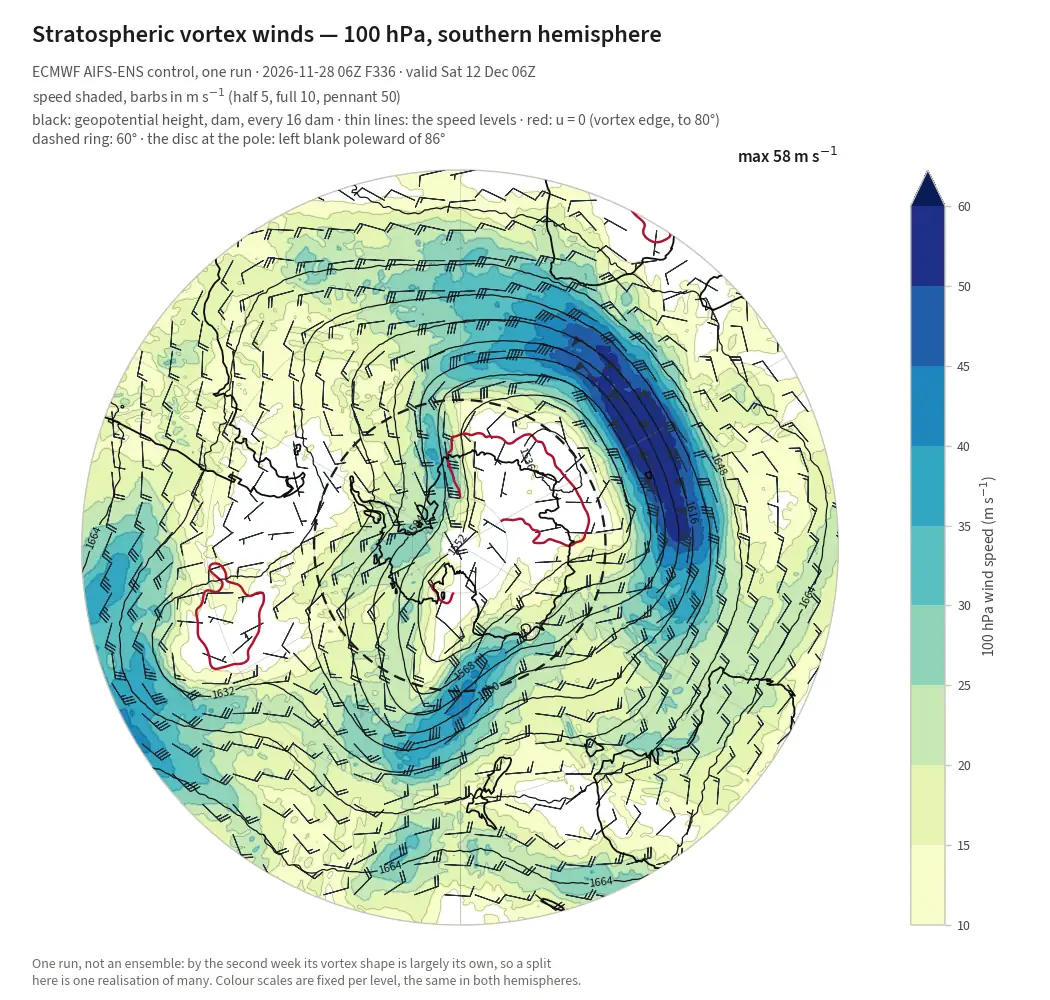 Stratospheric vortex winds — 100 hPa, southern hemisphere
ECMWF AIFS-ENS control, one run · 2026-11-28 06Z F336 · valid Sat 12 Dec 06Z
speed shaded, barbs in m s⁻¹ (half 5, full 10, pennant 50)
black: geopotential height, dam, every 16 dam · thin lines: the speed levels · red: u = 0 (vortex edge, to 80°)
dashed ring: 60° · the disc at the pole: left blank poleward of 86°
max 58 m s⁻¹
60
50
45
40
35
30
25
20
15
10
100 hPa wind speed (m s⁻¹)
1648
1616
1664
1552
1632
1568
1664
1664
One run, not an ensemble: by the second week its vortex shape is largely its own, so a split
here is one realisation of many. Colour scales are fixed per level, the same in both hemispheres.